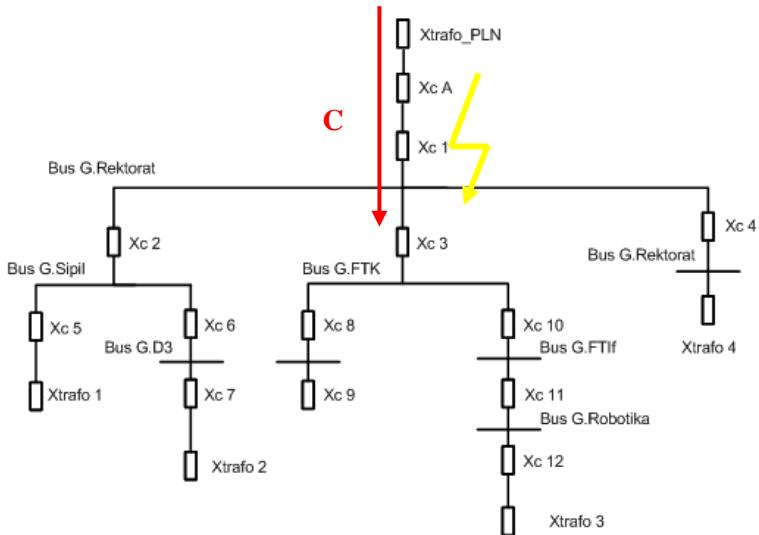 Xtrafo_PLN
Xc A
C
Xc 1
Bus G.Rektorat
Xc 2
Xc 3
Xc 4
Bus G.Rektorat
Bus G.Sipil
Bus G.FTK
Xc 5
Xc 6
Xc 8
Xc 10
Bus G.D3
Bus G.FTIf
Xtrafo 4
Xtrafo 1
Xc 7
Xc 9
Xc 11
Bus G.Robotika
Xtrafo 2
Xc 12
Xtrafo 3